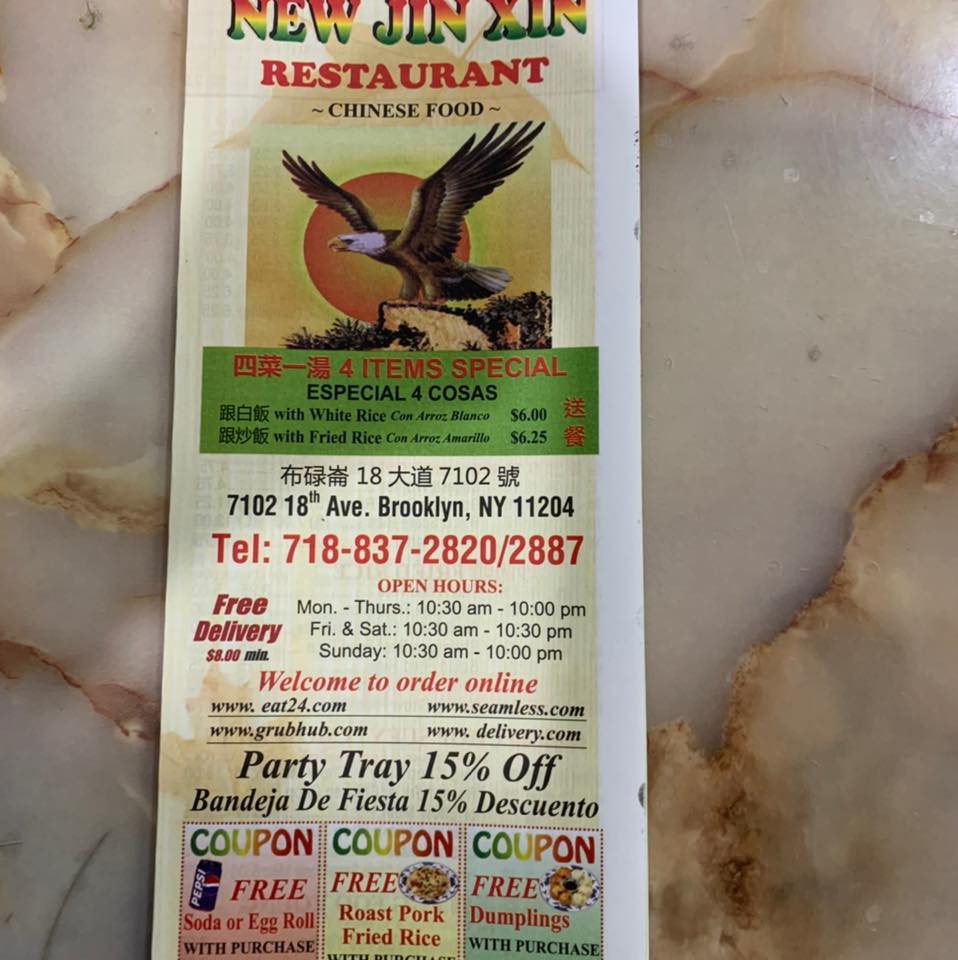 NEW JIN XIN
RESTAURANT
~ CHINESE FOOD ~
四菜一湯 4 ITEMS SPECIAL
ESPECIAL 4 COSAS
跟白飯 with White Rice Con Arroz Blanco $6.00
跟炒飯 with Fried Rice Con Arroz Amarillo $6.25
送餐
布碌崙 18 大道 7102 號
7102 18th Ave. Brooklyn, NY 11204
Tel: 718-837-2820/2887
OPEN HOURS:
Mon. - Thurs.: 10:30 am - 10:00 pm
Fri. & Sat.: 10:30 am - 10:30 pm
Sunday: 10:30 am - 10:00 pm
Free
Delivery
$8.00 min.
Welcome to order online
www. eat24.com www.seamless.com
www.grubhub.com www. delivery.com
Party Tray 15% Off
Bandeja De Fiesta 15% Descuento
COUPON
PEPSI
FREE
Soda or Egg Roll
WITH PURCHASE
COUPON
FREE
Roast Pork
Fried Rice
WITH PURCHASE
COUPON
FREE
Dumplings
WITH PURCHASE